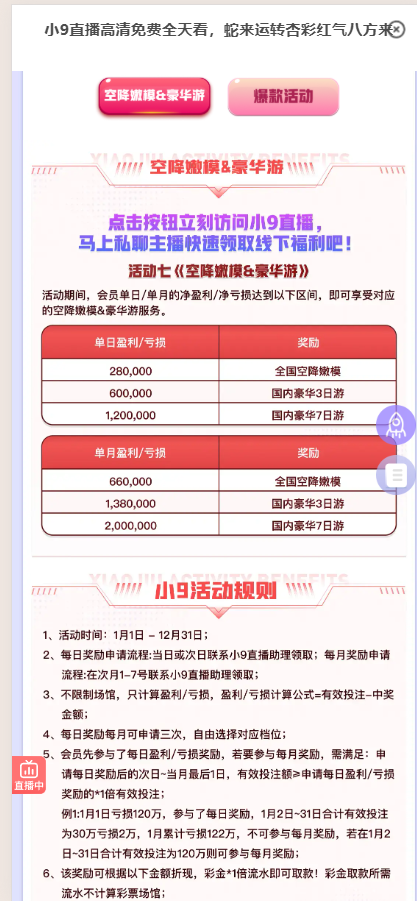 小9直播高清免费全天看，蛇来运转杏彩红气八方来
空降嫩模&豪华游
爆款活动
XIAOJIU ACTIVITY BENEFITS
空降嫩模&豪华游
点击按钮立刻访问小9直播，
马上私聊主播快速领取线下福利吧！
活动七《空降嫩模&豪华游》
活动期间，会员单日/单月的净盈利/净亏损达到以下区间，即可享受对应
的空降嫩模&豪华游服务。
单日盈利/亏损 奖励
280,000 全国空降嫩模
600,000 国内豪华3日游
1,200,000 国内豪华7日游
单月盈利/亏损 奖励
660,000 全国空降嫩模
1,380,000 国内豪华3日游
2,000,000 国内豪华7日游
XIAOJIU ACTIVITY BENEFITS
小9活动规则
1、活动时间：1月1日 – 12月31日；
2、每日奖励申请流程:当日或次日联系小9直播助理领取；每月奖励申请
流程:在次月1-7号联系小9直播助理领取；
3、不限制场馆，只计算盈利/亏损，盈利/亏损计算公式=有效投注-中奖
金额；
4、每日奖励每月可申请三次，自由选择对应档位；
5、会员先参与了每日盈利/亏损奖励，若要参与每月奖励，需满足：申
请每日奖励后的次日~当月最后1日，有效投注额≥申请每日盈利/亏损
奖励的*1倍有效投注；
例1:1月1日亏损120万，参与了每日奖励，1月2日~31日合计有效投注
为30万亏损2万，1月累计亏损122万，不可参与每月奖励，若在1月2
日~31日合计有效投注为120万则可参与每月奖励；
直播中
6、该奖励可根据以下金额折现，彩金*1倍流水即可取款！彩金取款所需
流水不计算彩票场馆；